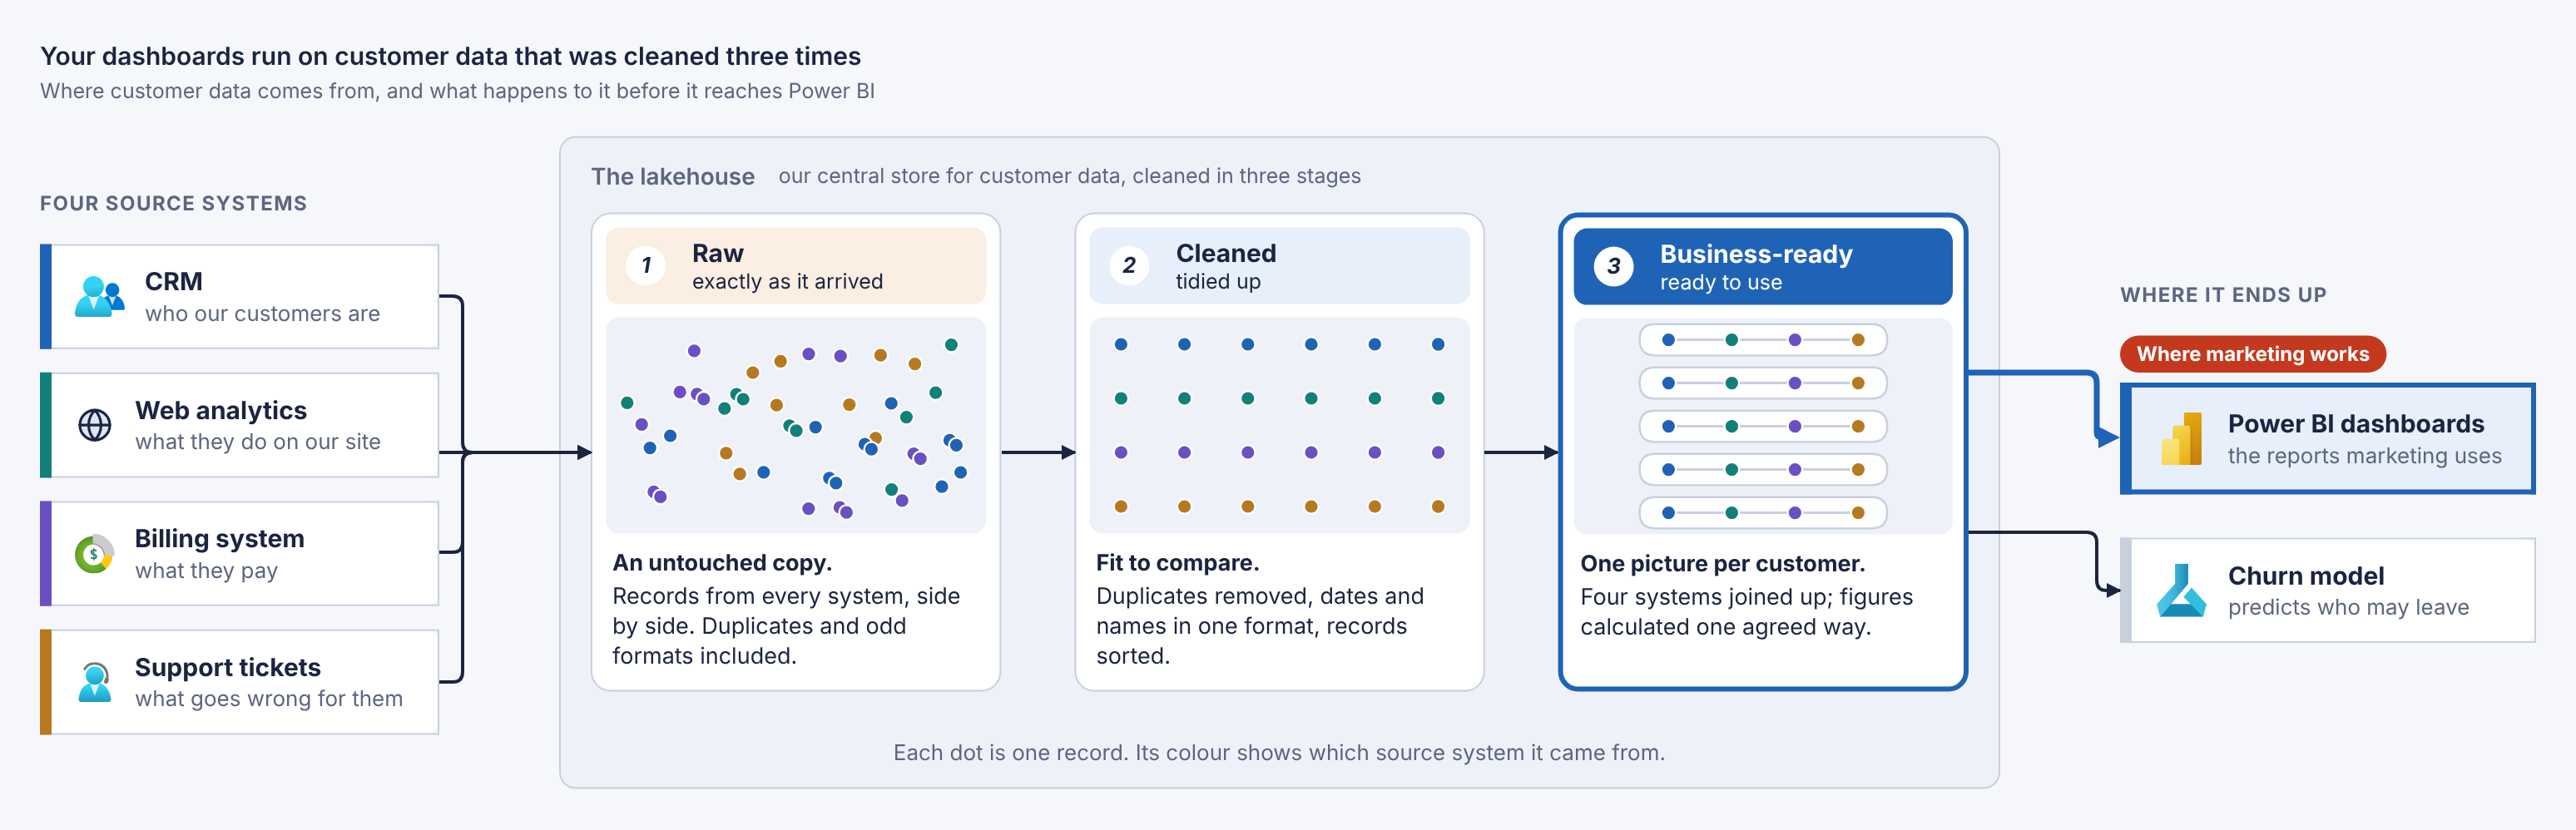 Your dashboards run on customer data that was cleaned three times
Where customer data comes from, and what happens to it before it reaches Power BI
FOUR SOURCE SYSTEMS
CRM
who our customers are
Web analytics
what they do on our site
Billing system
what they pay
$
Support tickets
what goes wrong for them
The lakehouse our central store for customer data, cleaned in three stages
1
Raw
exactly as it arrived
An untouched copy.
Records from every system, side
by side. Duplicates and odd
formats included.
2
Cleaned
tidied up
Fit to compare.
Duplicates removed, dates and
names in one format, records
sorted.
3
Business-ready
ready to use
One picture per customer.
Four systems joined up; figures
calculated one agreed way.
Each dot is one record. Its colour shows which source system it came from.
WHERE IT ENDS UP
Where marketing works
Power BI dashboards
the reports marketing uses
Churn model
predicts who may leave